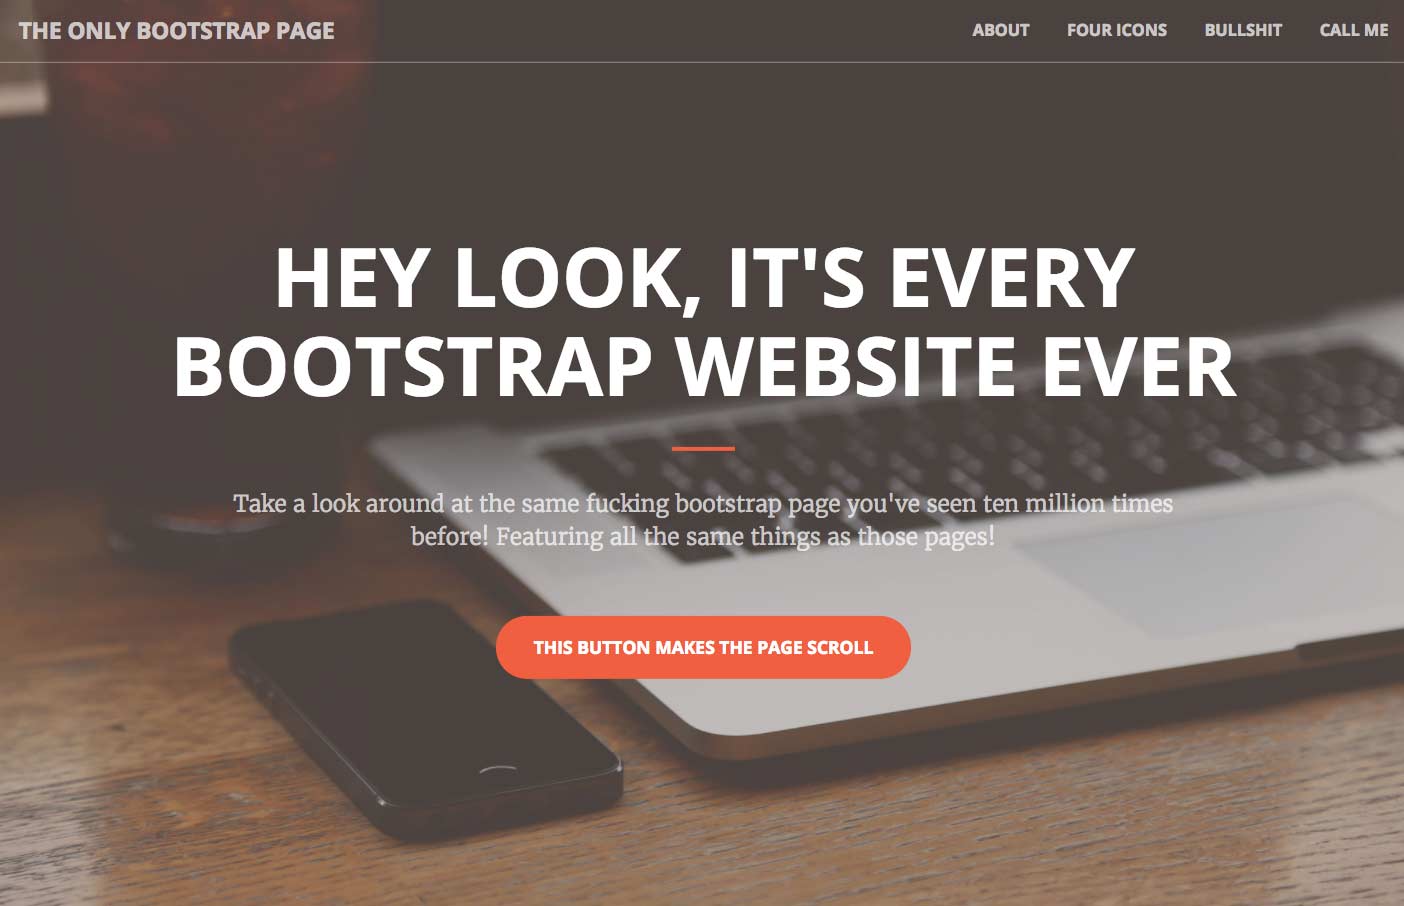 THE ONLY BOOTSTRAP PAGE
ABOUT FOUR ICONS BULLSHIT CALL ME
HEY LOOK, IT'S EVERY
BOOTSTRAP WEBSITE EVER
Take a look around at the same fucking bootstrap page you've seen ten million times
before! Featuring all the same things as those pages!
THIS BUTTON MAKES THE PAGE SCROLL